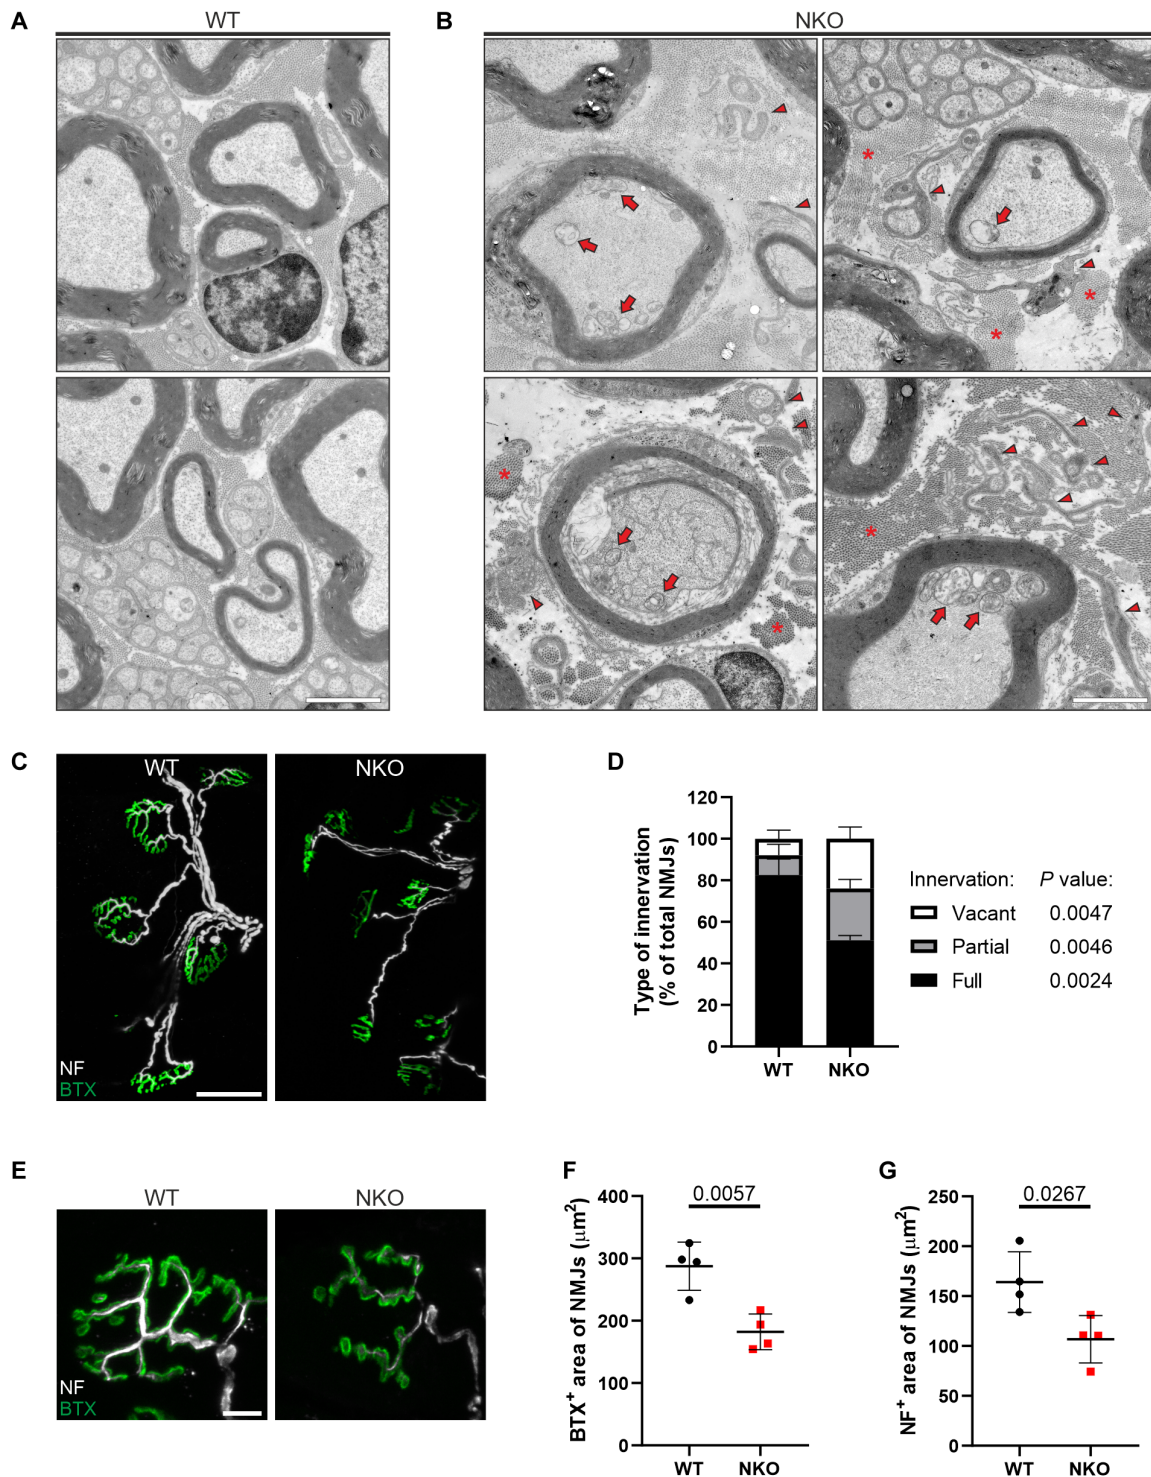 A
WT
B
NKO
*
*
*
*
*
*
C
WT
NKO
NF
BTX
D
Type of innervation
(% of total NMJs)
120
100
80
60
40
20
0
WT
NKO
Innervation:
P value:
Vacant
0.0047
Partial
0.0046
Full
0.0024
E
WT
NKO
NF
BTX
F
BTX⁺ area of NMJs (μm²)
400
300
200
100
0
0.0057
WT
NKO
G
NF⁺ area of NMJs (μm²)
250
200
150
100
50
0
0.0267
WT
NKO